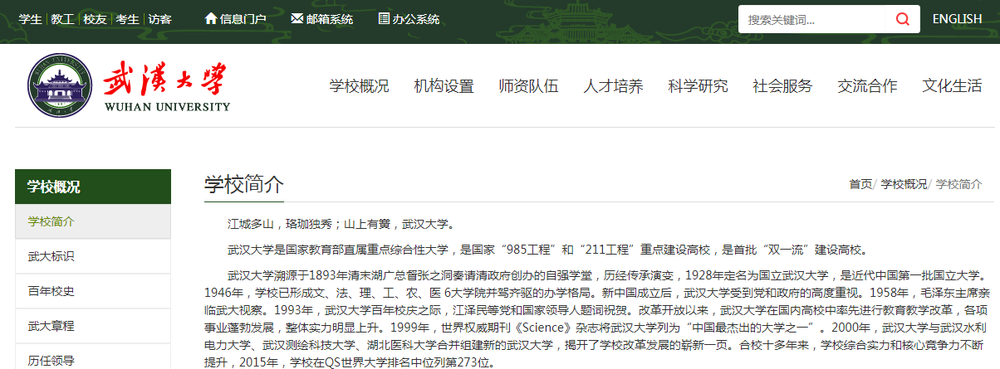 学生 | 教工 | 校友 | 考生 | 访客 信息门户 邮箱系统 办公系统 搜索关键词... ENGLISH
武汉大学
WUHAN UNIVERSITY
学校概况 机构设置 师资队伍 人才培养 科学研究 社会服务 交流合作 文化生活
学校概况
学校简介
武大标识
百年校史
武大章程
历任领导
学校简介
首页/ 学校概况/ 学校简介
江城多山，珞珈独秀；山上有黉，武汉大学。
武汉大学是国家教育部直属重点综合性大学，是国家“985工程”和“211工程”重点建设高校，是首批“双一流”建设高校。
武汉大学溯源于1893年清末湖广总督张之洞奏请清政府创办的自强学堂，历经传承演变，1928年定名为国立武汉大学，是近代中国第一批国立大学。
1946年，学校已形成文、法、理、工、农、医 6大学院并驾齐驱的办学格局。新中国成立后，武汉大学受到党和政府的高度重视。1958年，毛泽东主席亲
临武大视察。1993年，武汉大学百年校庆之际，江泽民等党和国家领导人题词祝贺。改革开放以来，武汉大学在国内高校中率先进行教育教学改革，各项
事业蓬勃发展，整体实力明显上升。1999年，世界权威期刊《Science》杂志将武汉大学列为“中国最杰出的大学之一”。2000年，武汉大学与武汉水利
电力大学、武汉测绘科技大学、湖北医科大学合并组建新的武汉大学，揭开了学校改革发展的崭新一页。合校十多年来，学校综合实力和核心竞争力不断
提升，2015年，学校在QS世界大学排名中位列第273位。